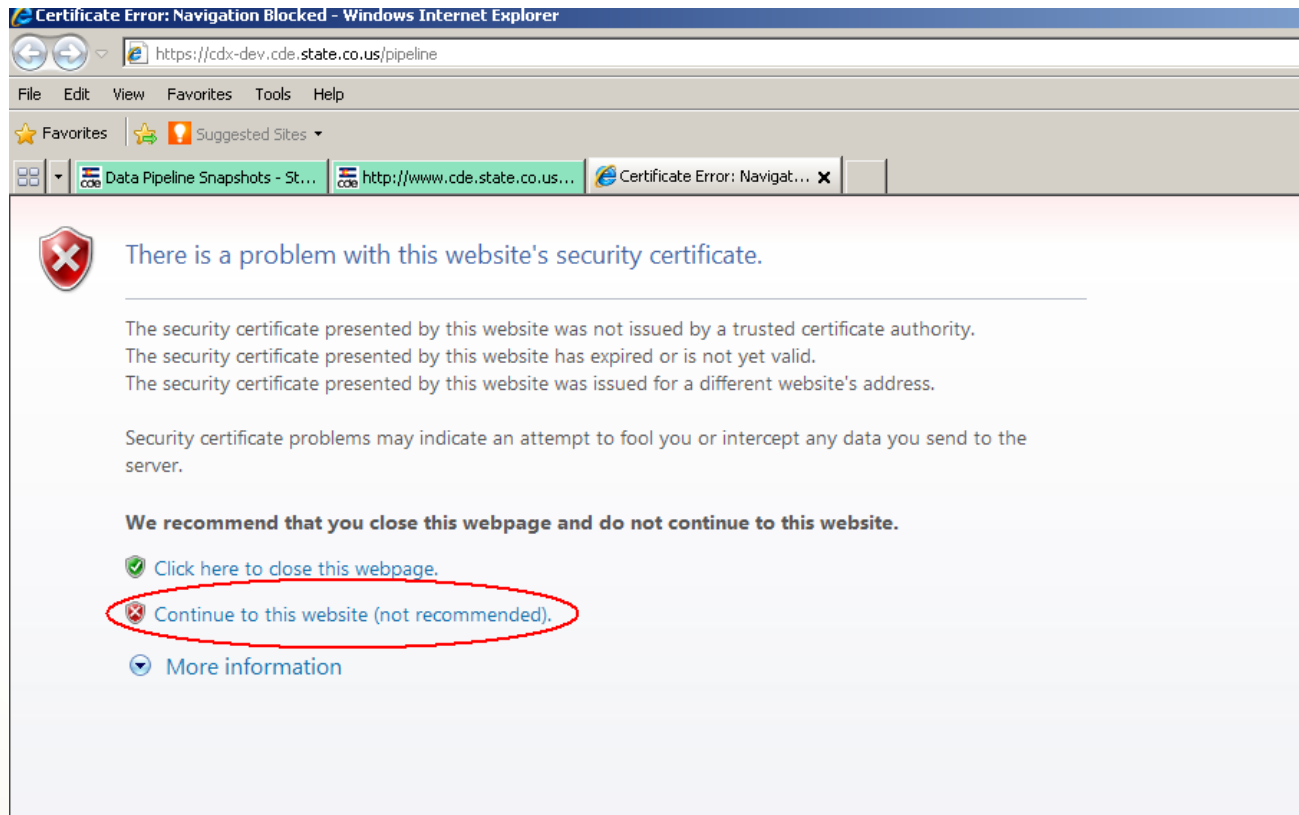 Certificate Error: Navigation Blocked - Windows Internet Explorer
https://cdx-dev.cde.state.co.us/pipeline
File Edit View Favorites Tools Help
Favorites Suggested Sites
cde Data Pipeline Snapshots - St... cde http://www.cde.state.co.us... Certificate Error: Navigat...
There is a problem with this website's security certificate.
The security certificate presented by this website was not issued by a trusted certificate authority.
The security certificate presented by this website has expired or is not yet valid.
The security certificate presented by this website was issued for a different website's address.
Security certificate problems may indicate an attempt to fool you or intercept any data you send to the
server.
We recommend that you close this webpage and do not continue to this website.
Click here to close this webpage.
Continue to this website (not recommended).
More information